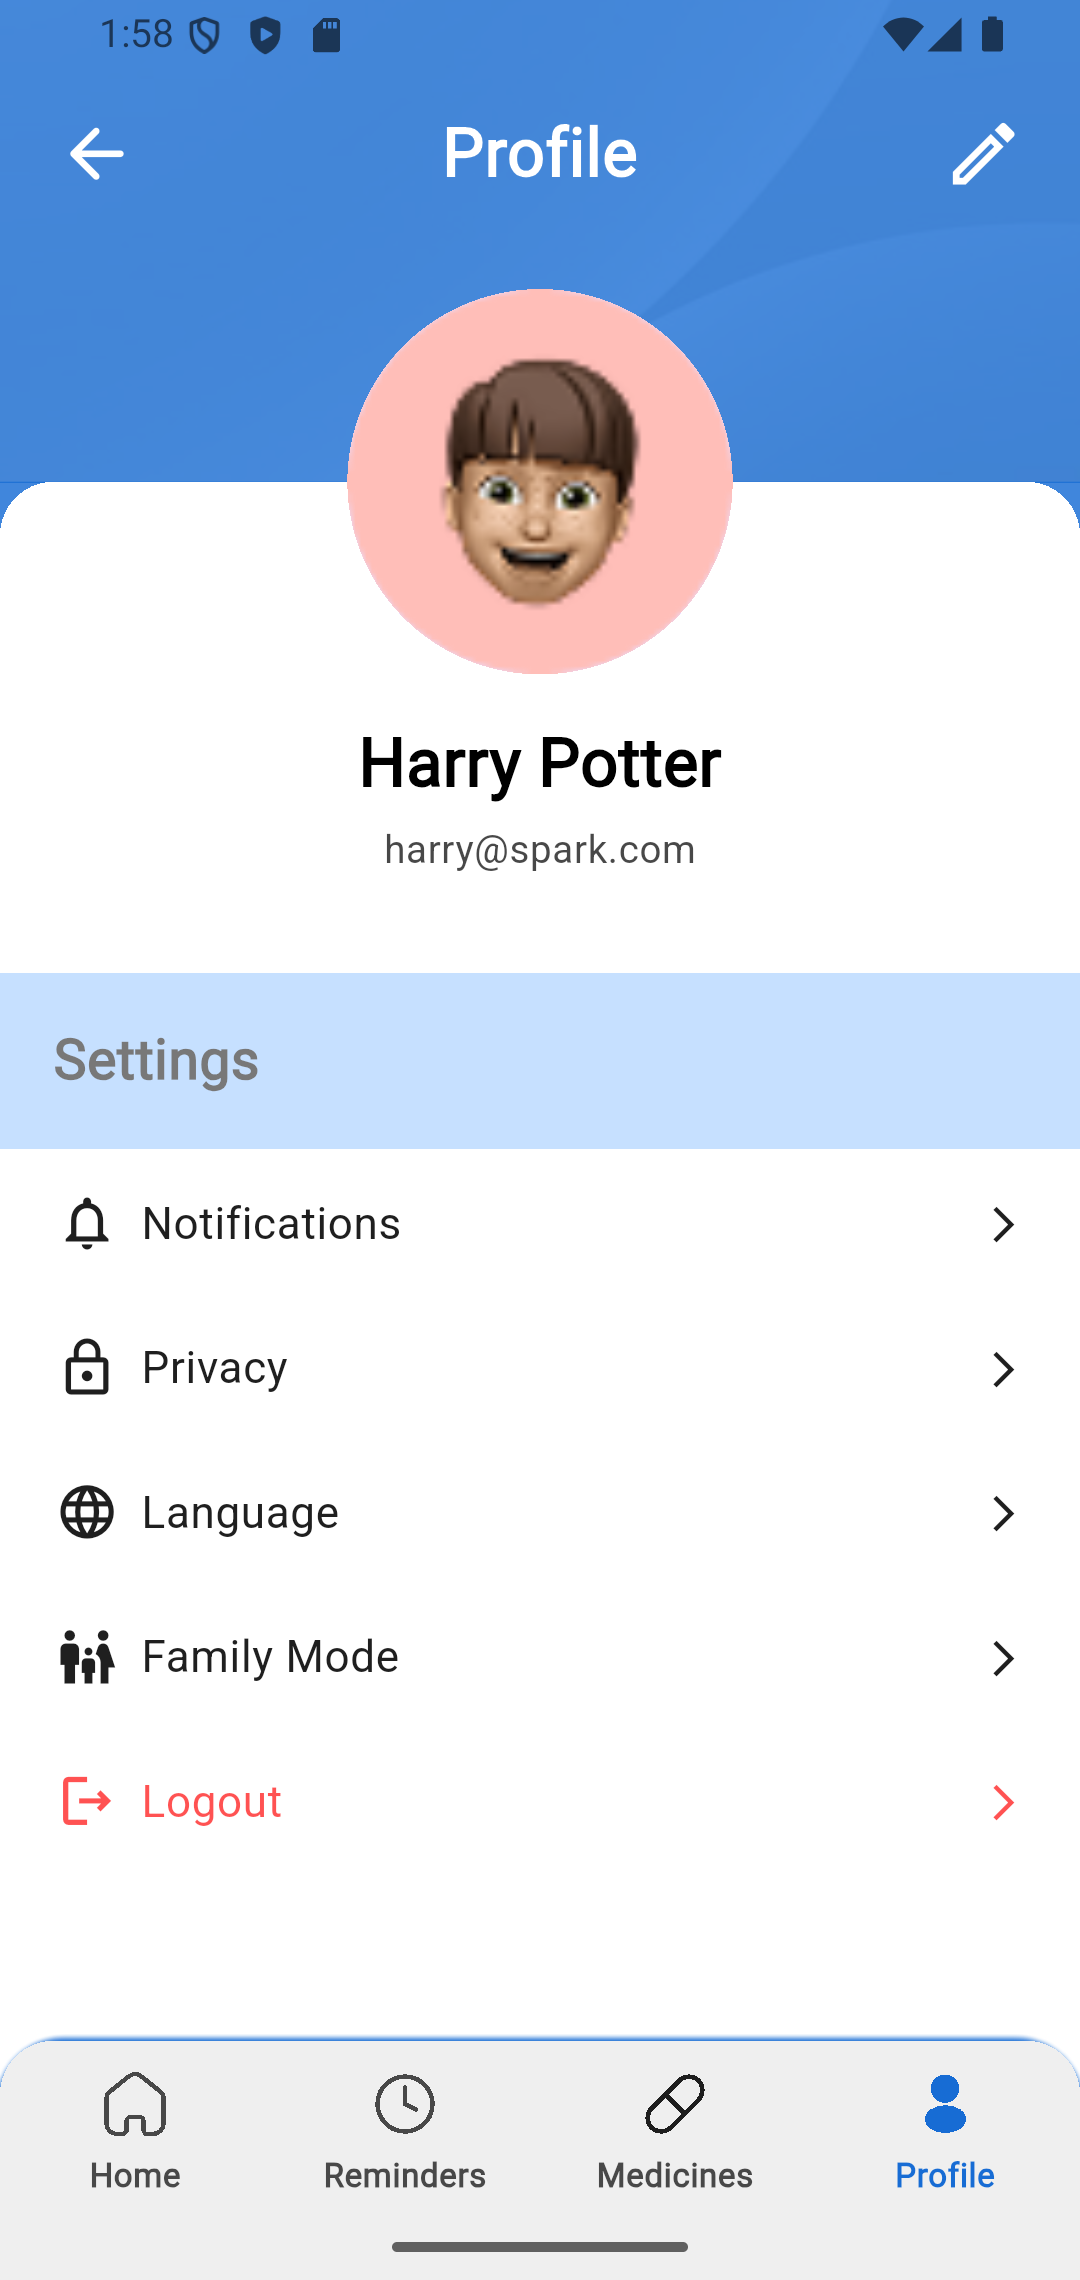 1:58
Profile
Harry Potter
harry@spark.com
Settings
Notifications
Privacy
Language
Family Mode
Logout
Home
Reminders
Medicines
Profile